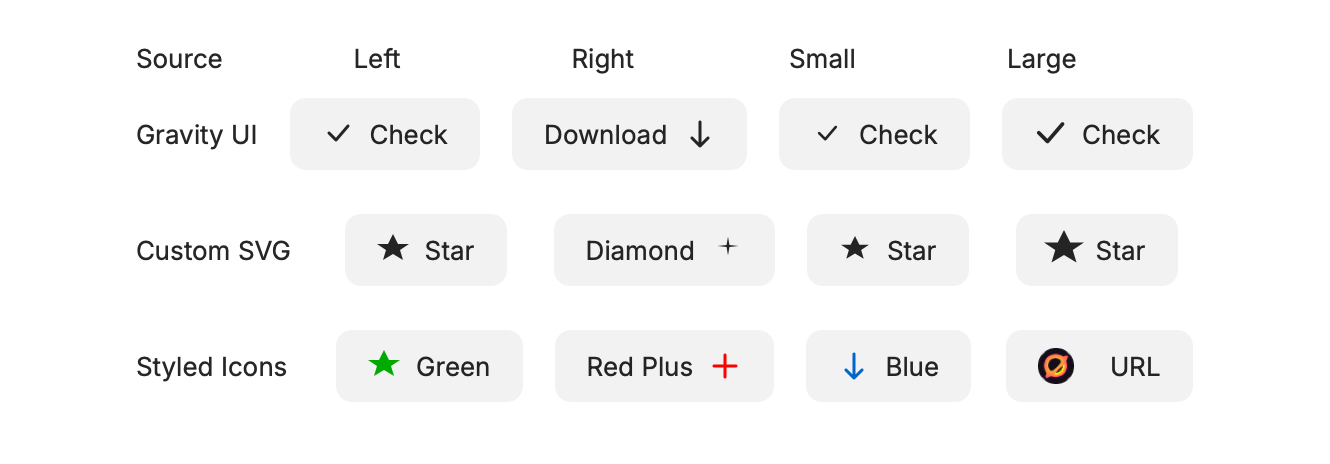 Source Left Right Small Large
Gravity UI Check Download Check Check
Custom SVG Star Diamond Star Star
Styled Icons Green Red Plus Blue URL